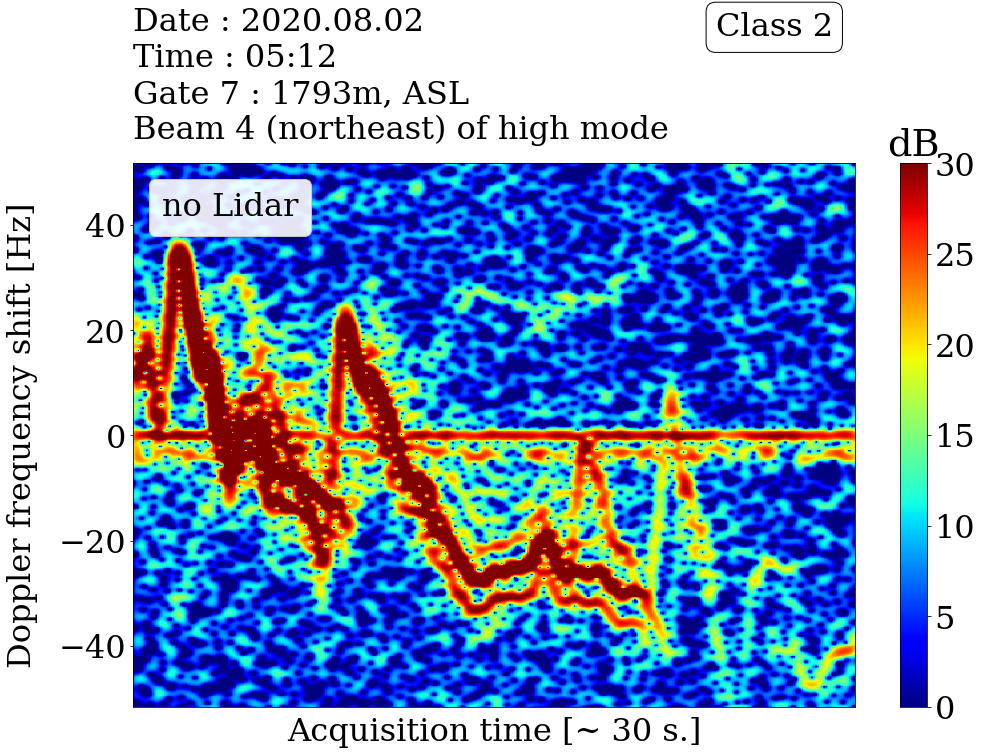 Date : 2020.08.02
Time : 05:12
Gate 7 : 1793m, ASL
Beam 4 (northeast) of high mode
Class 2
no Lidar
Doppler frequency shift [Hz]
40
20
0
−20
−40
Acquisition time [~ 30 s.]
dB
30
25
20
15
10
5
0